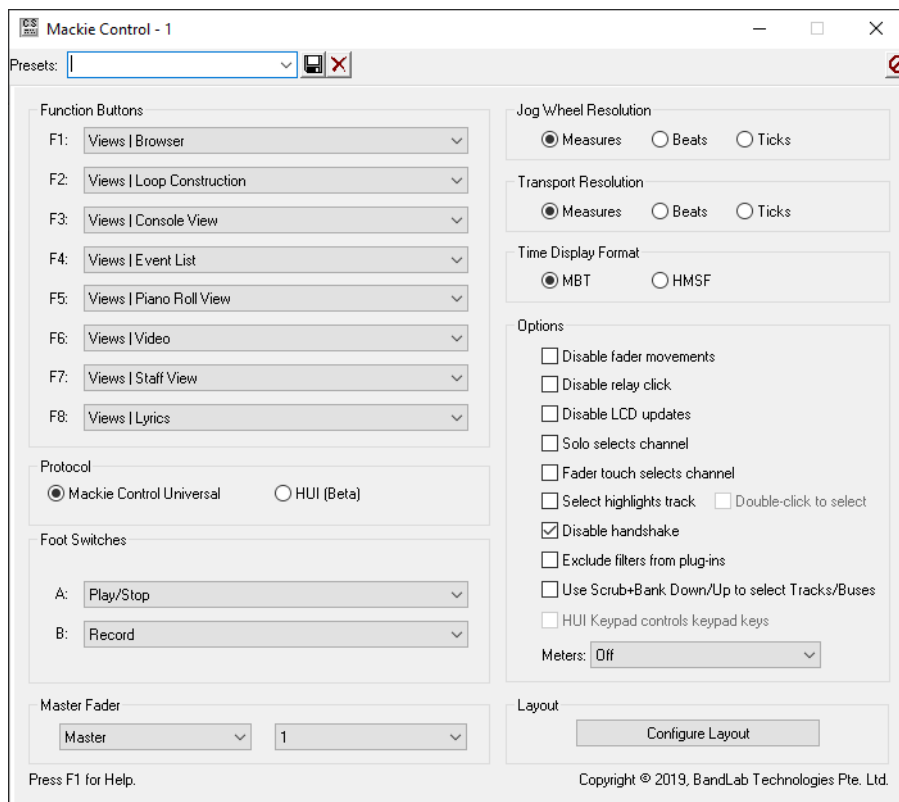 CS
Mackie Control - 1
Presets:
Function Buttons
F1: Views | Browser
F2: Views | Loop Construction
F3: Views | Console View
F4: Views | Event List
F5: Views | Piano Roll View
F6: Views | Video
F7: Views | Staff View
F8: Views | Lyrics
Protocol
Mackie Control Universal HUI (Beta)
Foot Switches
A: Play/Stop
B: Record
Master Fader
Master 1
Press F1 for Help.
Jog Wheel Resolution
Measures Beats Ticks
Transport Resolution
Measures Beats Ticks
Time Display Format
MBT HMSF
Options
Disable fader movements
Disable relay click
Disable LCD updates
Solo selects channel
Fader touch selects channel
Select highlights track Double-click to select
Disable handshake
Exclude filters from plug-ins
Use Scrub+Bank Down/Up to select Tracks/Buses
HUI Keypad controls keypad keys
Meters: Off
Layout
Configure Layout
Copyright © 2019, BandLab Technologies Pte. Ltd.